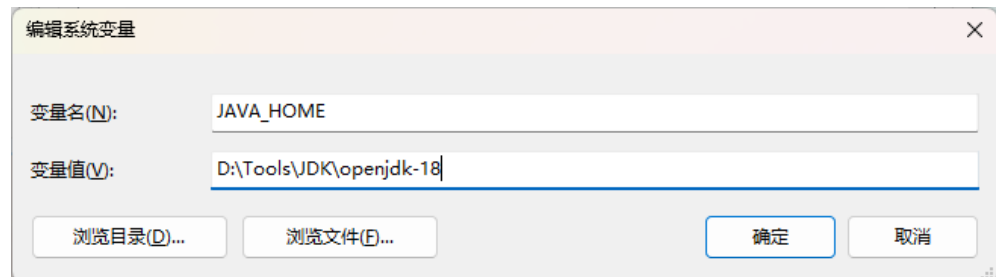 编辑系统变量
变量名(N): JAVA_HOME
变量值(V): D:\Tools\JDK\openjdk-18
浏览目录(D)... 浏览文件(F)... 确定 取消